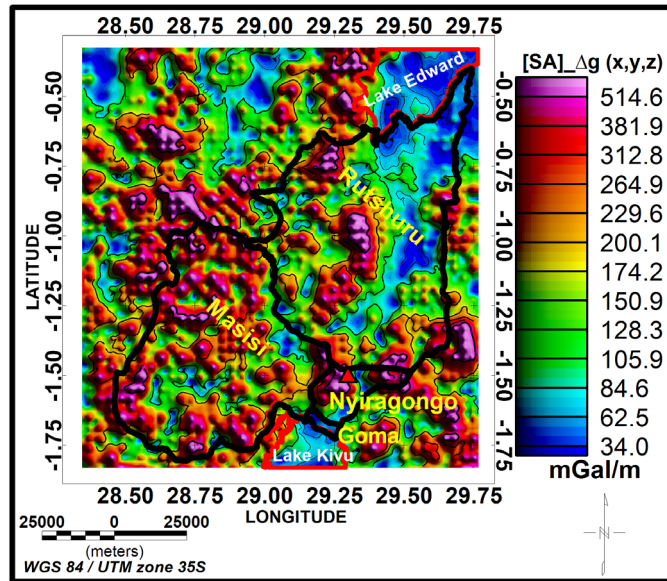 28.50 28.75 29.00 29.25 29.50 29.75
[SA]_Δg (x,y,z)
-0.50
-0.75
-1.00
-1.25
-1.50
-1.75
LATITUDE
Lake Edward
Rutshuru
Masisi
Nyiragongo
Goma
Lake Kivu
-0.50
-0.75
-1.00
-1.25
-1.50
-1.75
514.6
381.9
312.8
264.9
229.6
200.1
174.2
150.9
128.3
105.9
84.6
62.5
34.0
mGal/m
28.50 28.75 29.00 29.25 29.50 29.75
LONGITUDE
25000 0 25000
(meters)
WGS 84 / UTM zone 35S
N